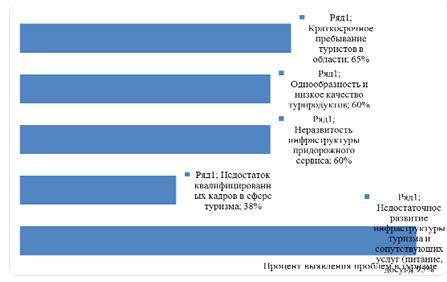 Ряд1;
Краткосрочное
пребывание
туристов в
области; 65%
Ряд1;
Однообразность и
низкое качество
турпродуктов; 60%
Ряд1;
Неразвитость
инфраструктуры
придорожного
сервиса; 60%
Ряд1; Недостаток
квалифицированн
ых кадров в сфере
туризма; 38%
Ряд1;
Недостаточное
развитие
инфраструктуры
туризма и
сопутствующих
услуг (питание,
досуг); 95%
Процент выявления проблем в туризме